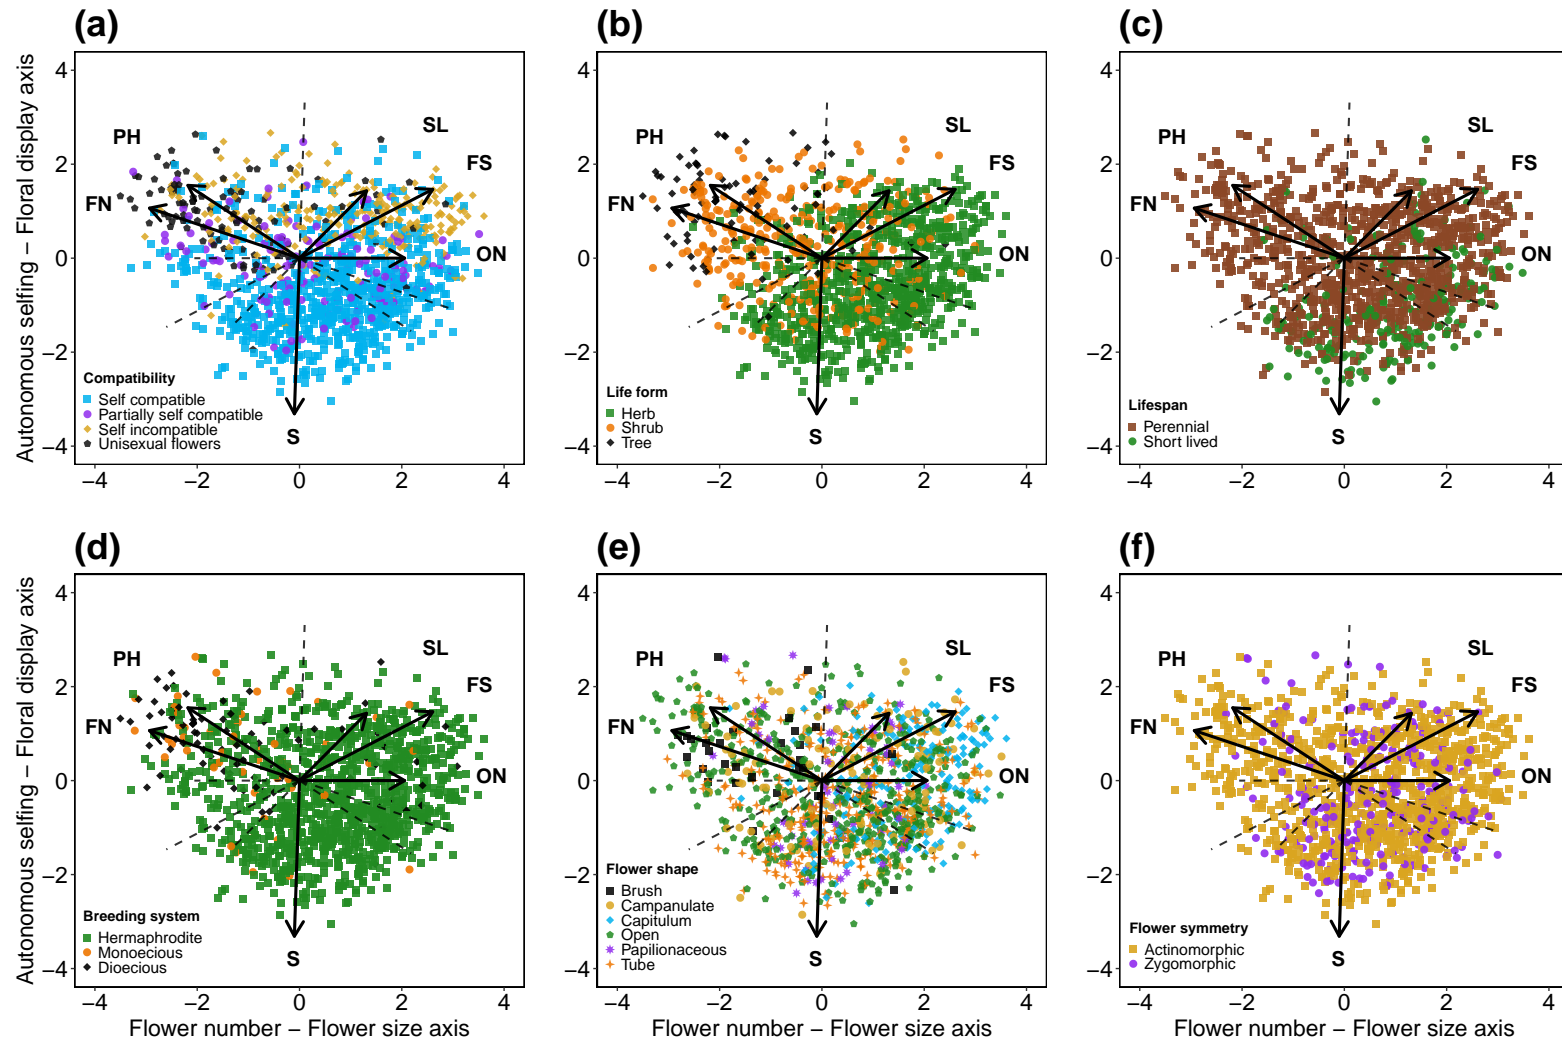 (a)
(b)
(c)
Autonomous selfing − Floral display axis
4
2
0
−2
−4
−4
−2
0
2
4
PH
SL
FS
FN
ON
S
Compatibility
Self compatible
Partially self compatible
Self incompatible
Unisexual flowers
4
2
0
−2
−4
−4
−2
0
2
4
PH
SL
FS
FN
ON
S
Life form
Herb
Shrub
Tree
4
2
0
−2
−4
−4
−2
0
2
4
PH
SL
FS
FN
ON
S
Lifespan
Perennial
Short lived
(d)
(e)
(f)
Autonomous selfing − Floral display axis
4
2
0
−2
−4
−4
−2
0
2
4
PH
SL
FS
FN
ON
S
Breeding system
Hermaphrodite
Monoecious
Dioecious
Flower number − Flower size axis
4
2
0
−2
−4
−4
−2
0
2
4
PH
SL
FS
FN
ON
S
Flower shape
Brush
Campanulate
Capitulum
Open
Papilionaceous
Tube
Flower number − Flower size axis
4
2
0
−2
−4
−4
−2
0
2
4
PH
SL
FS
FN
ON
S
Flower symmetry
Actinomorphic
Zygomorphic
Flower number − Flower size axis